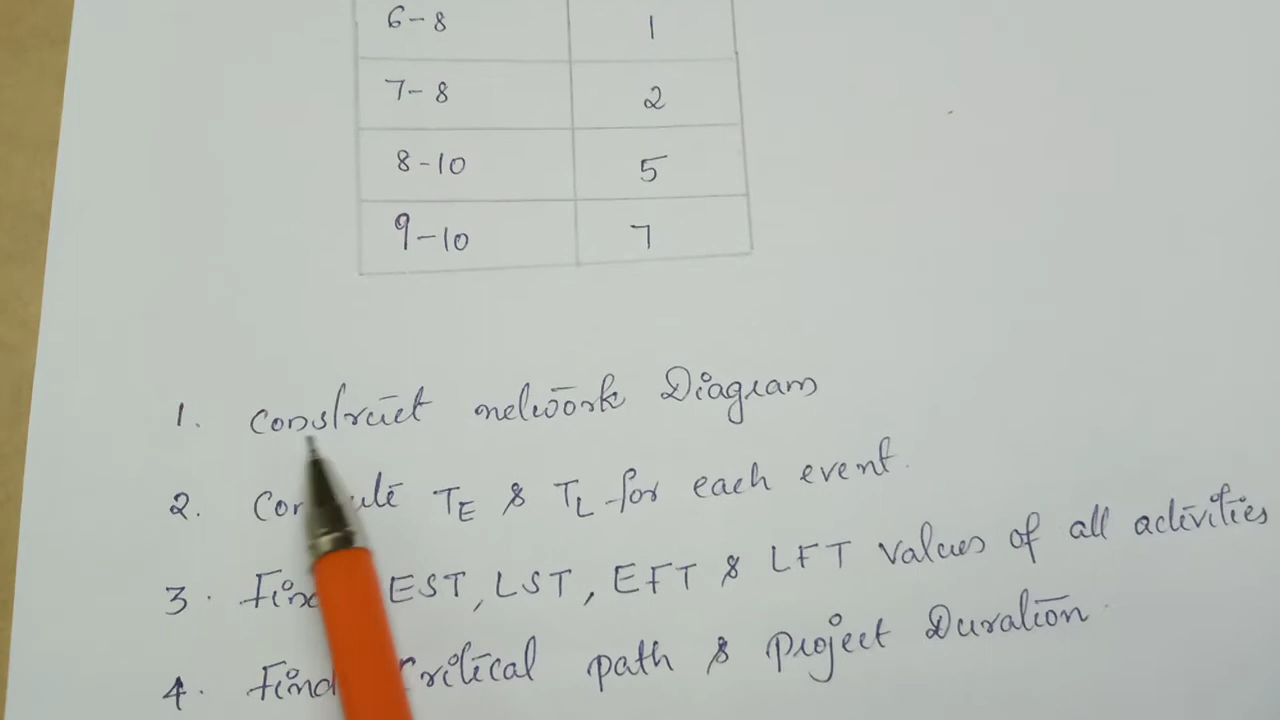 6-8 1
7-8 2
8-10 5
9-10 7
1. Construct network Diagram
2. TE & TL for each event.
3. EST, LST, EFT & LFT values of all activities
4. Find Critical path & Project Duration.